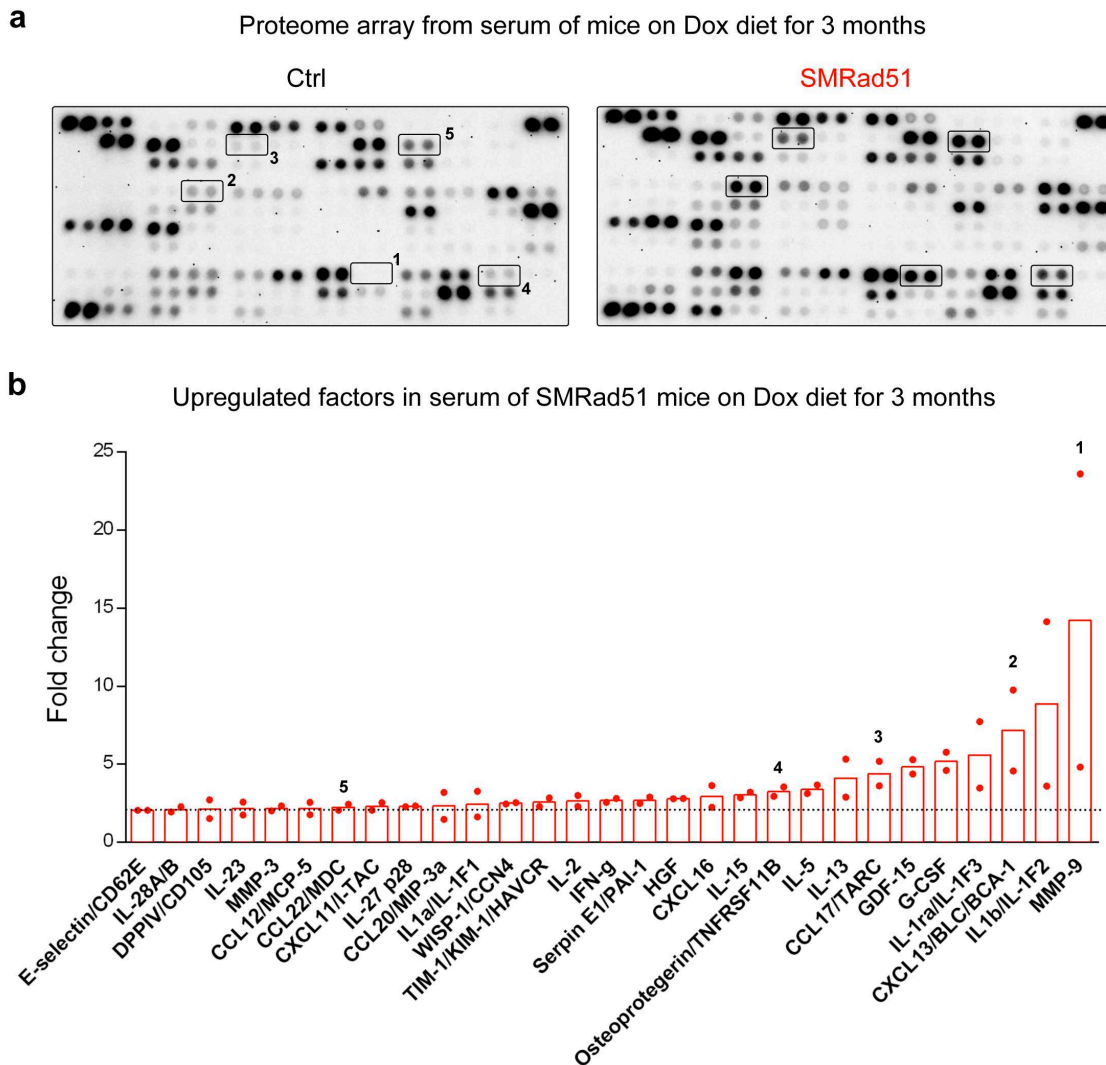 a
Proteome array from serum of mice on Dox diet for 3 months
Ctrl
SMRad51
3
5
2
1
4
b
Upregulated factors in serum of SMRad51 mice on Dox diet for 3 months
Fold change
25
20
15
10
5
0
5
4
3
2
1
E-selectin/CD62E
IL-28A/B
DPPIV/CD105
IL-23
MMP-3
CCL12/MCP-5
CCL22/MDC
CXCL11/I-TAC
IL-27 p28
CCL20/MIP-3a
IL1a/IL-1F1
WISP-1/CCN4
TIM-1/KIM-1/HAVCR
IL-2
IFN-g
Serpin E1/PAI-1
HGF
CXCL16
IL-15
Osteoprotegerin/TNFRSF11B
IL-5
IL-13
CCL17/TARC
GDF-15
G-CSF
IL-1ra/IL-1F3
CXCL13/BLC/BCA-1
IL1b/IL-1F2
MMP-9